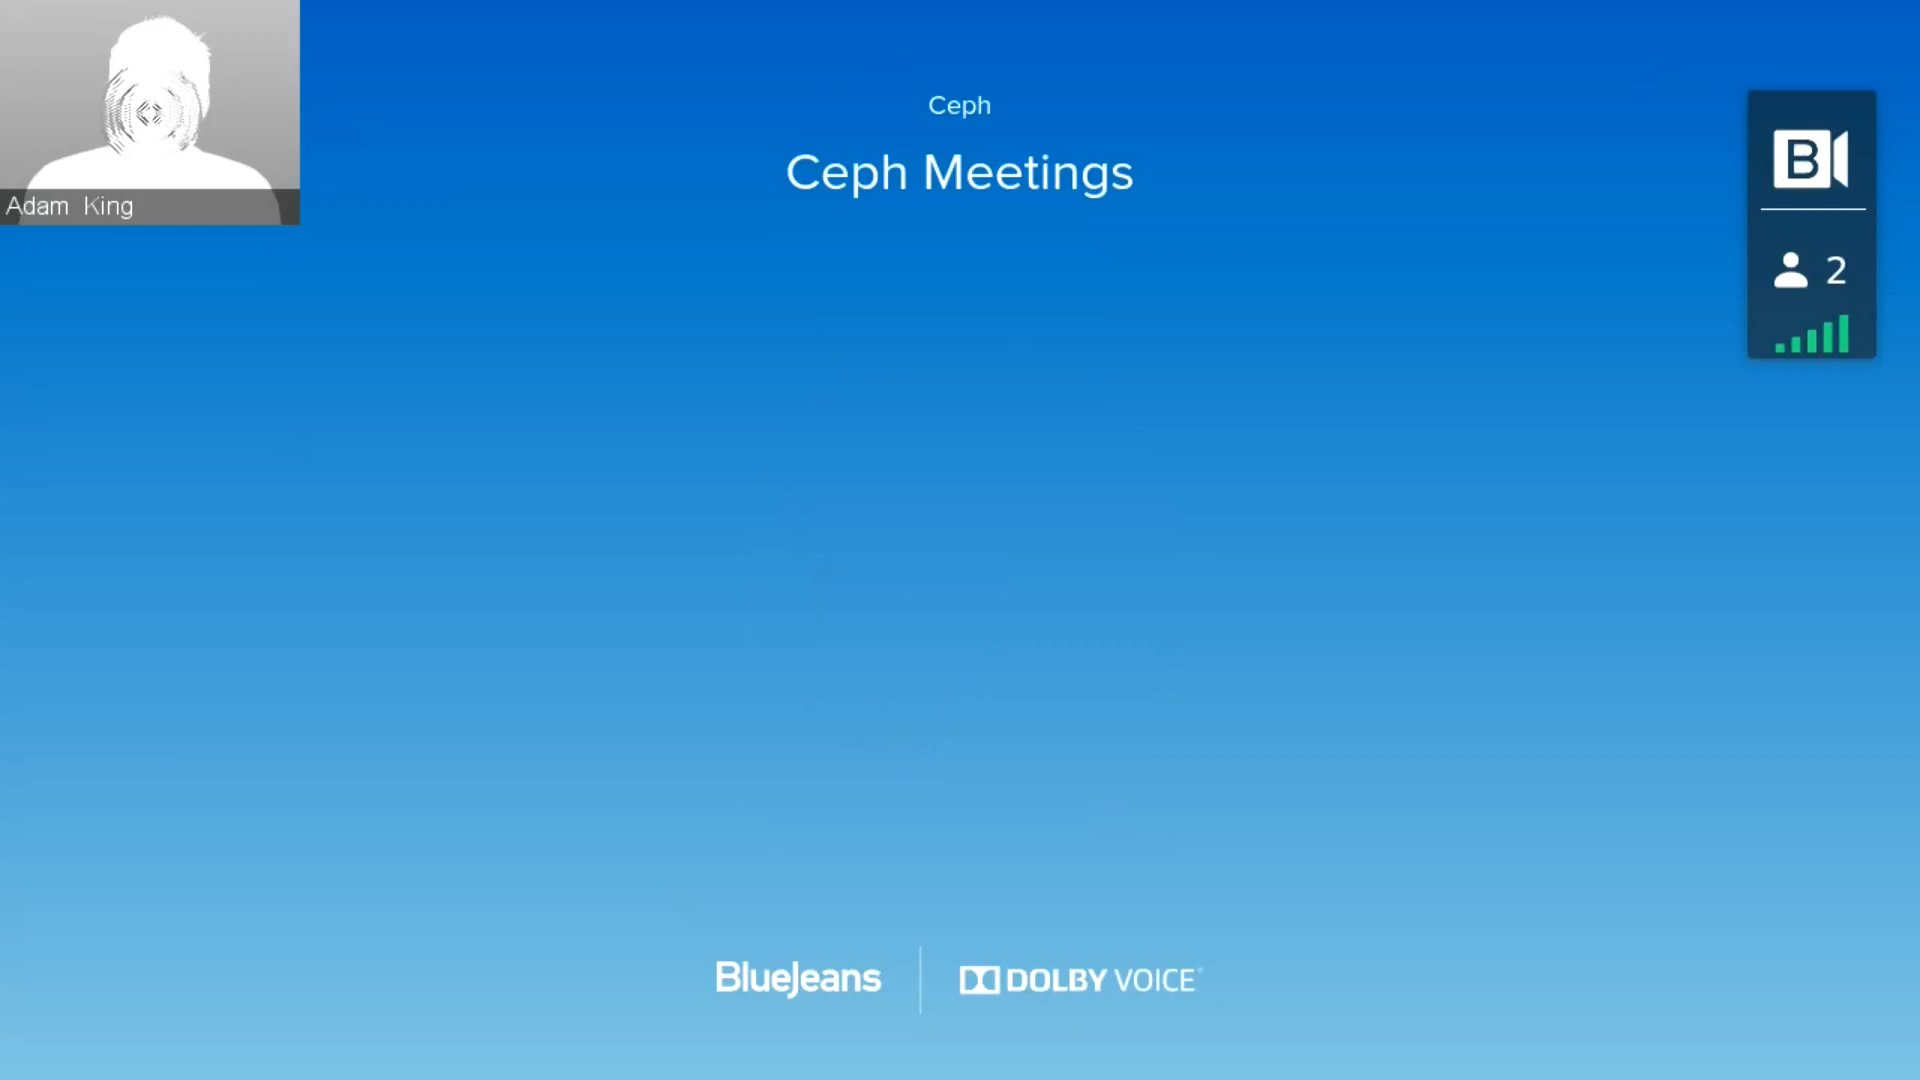 Ceph
Ceph Meetings
B
2
Adam King
BlueJeans
DOLBY VOICE